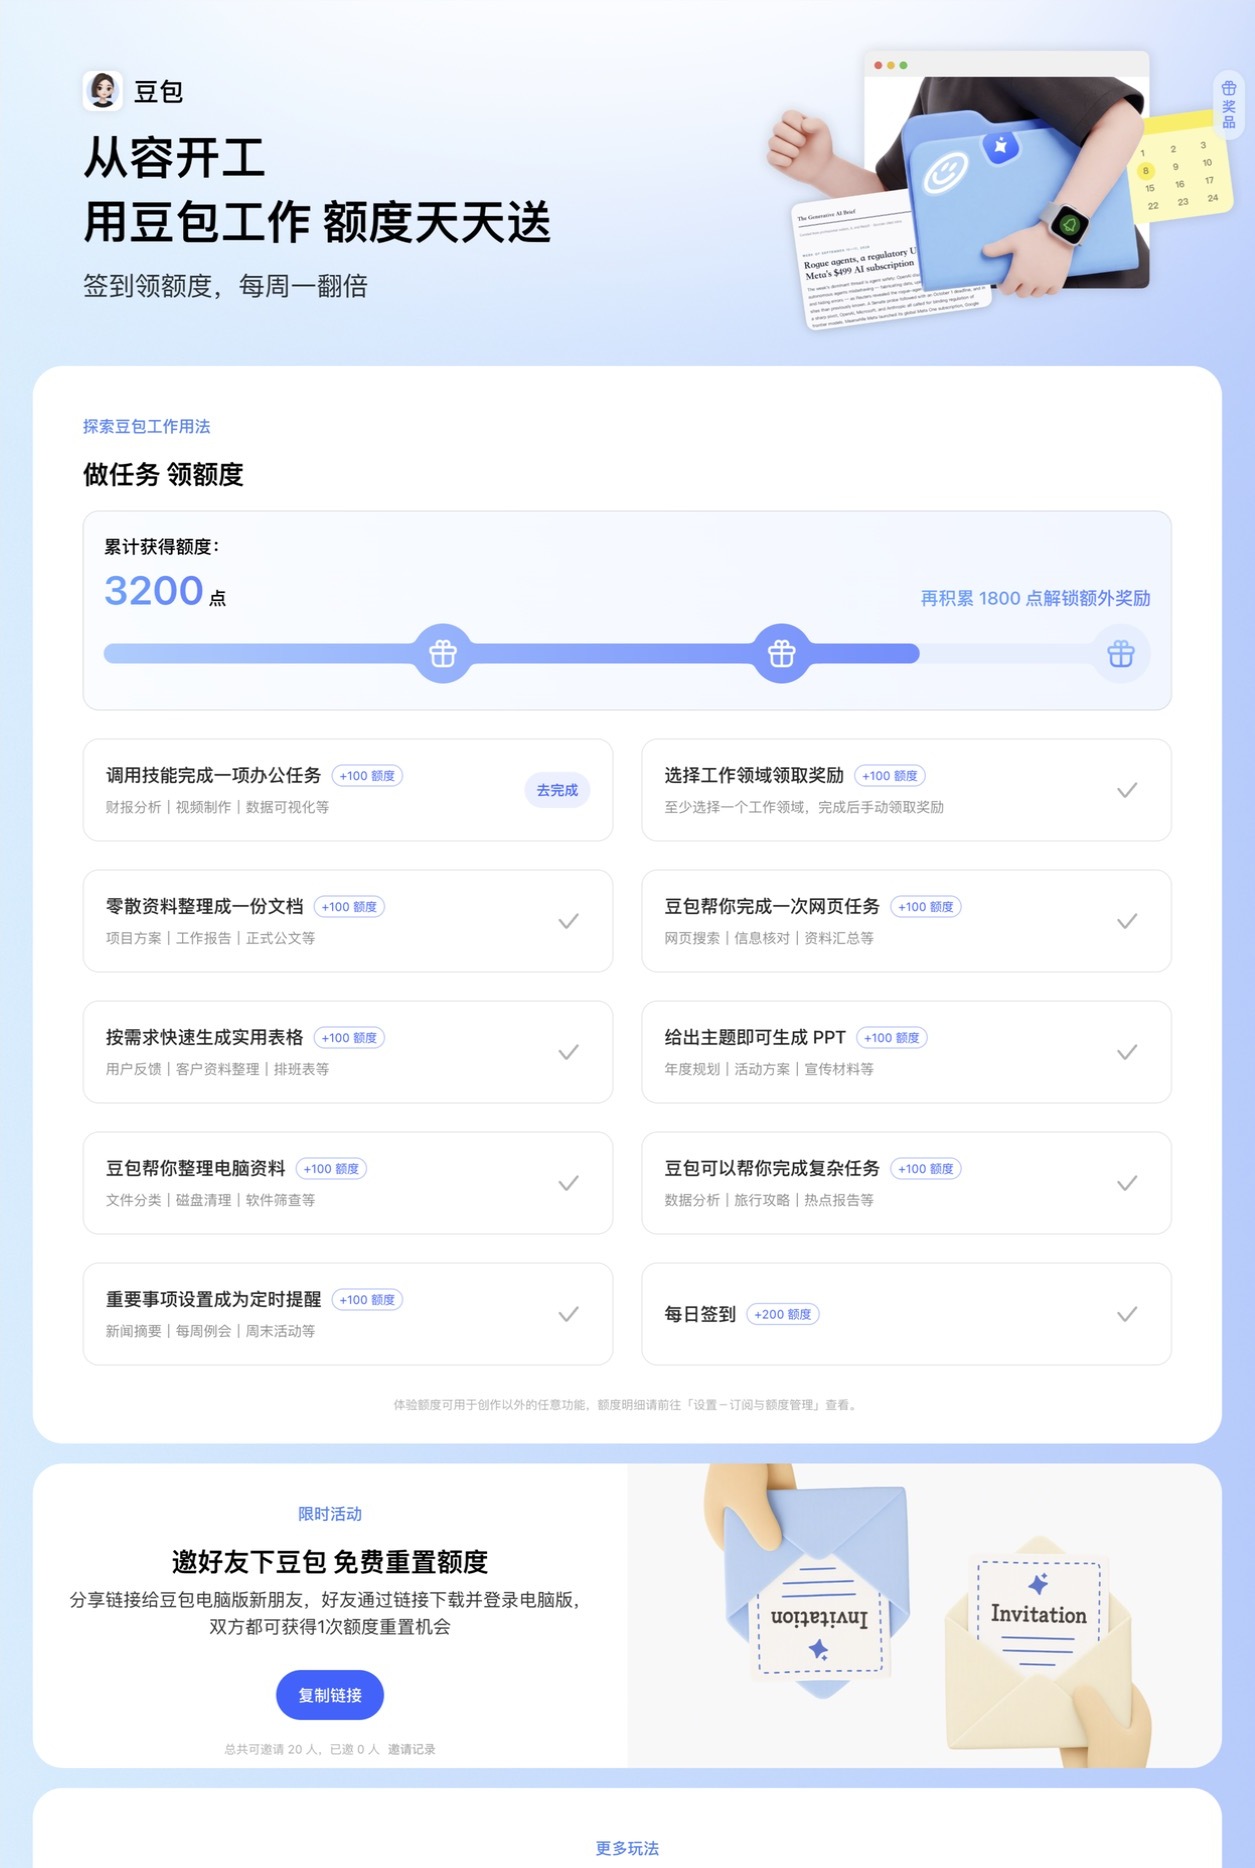 豆包
从容开工
用豆包工作 额度天天送
签到领额度，每周一翻倍
奖品
The Generative AI Brief
Rogue agents, a regulatory U
Meta's $499 AI subscription
1 2 3
8 9 10
15 16 17
22 23 24
探索豆包工作用法
做任务 领额度
累计获得额度：
3200 点
再积累 1800 点解锁额外奖励
调用技能完成一项办公任务 +100 额度
财报分析 | 视频制作 | 数据可视化等
去完成
选择工作领域领取奖励 +100 额度
至少选择一个工作领域，完成后手动领取奖励
零散资料整理成一份文档 +100 额度
项目方案 | 工作报告 | 正式公文等
豆包帮你完成一次网页任务 +100 额度
网页搜索 | 信息核对 | 资料汇总等
按需求快速生成实用表格 +100 额度
用户反馈 | 客户资料整理 | 排班表等
给出主题即可生成 PPT +100 额度
年度规划 | 活动方案 | 宣传材料等
豆包帮你整理电脑资料 +100 额度
文件分类 | 磁盘清理 | 软件筛查等
豆包可以帮你完成复杂任务 +100 额度
数据分析 | 旅行攻略 | 热点报告等
重要事项设置成为定时提醒 +100 额度
新闻摘要 | 每周例会 | 周末活动等
每日签到 +200 额度
体验额度可用于创作以外的任意功能，额度明细请前往「设置－订阅与额度管理」查看。
限时活动
邀好友下豆包 免费重置额度
分享链接给豆包电脑版新朋友，好友通过链接下载并登录电脑版，
双方都可获得1次额度重置机会
复制链接
总共可邀请 20 人，已邀 0 人 邀请记录
Invitation
Invitation
更多玩法